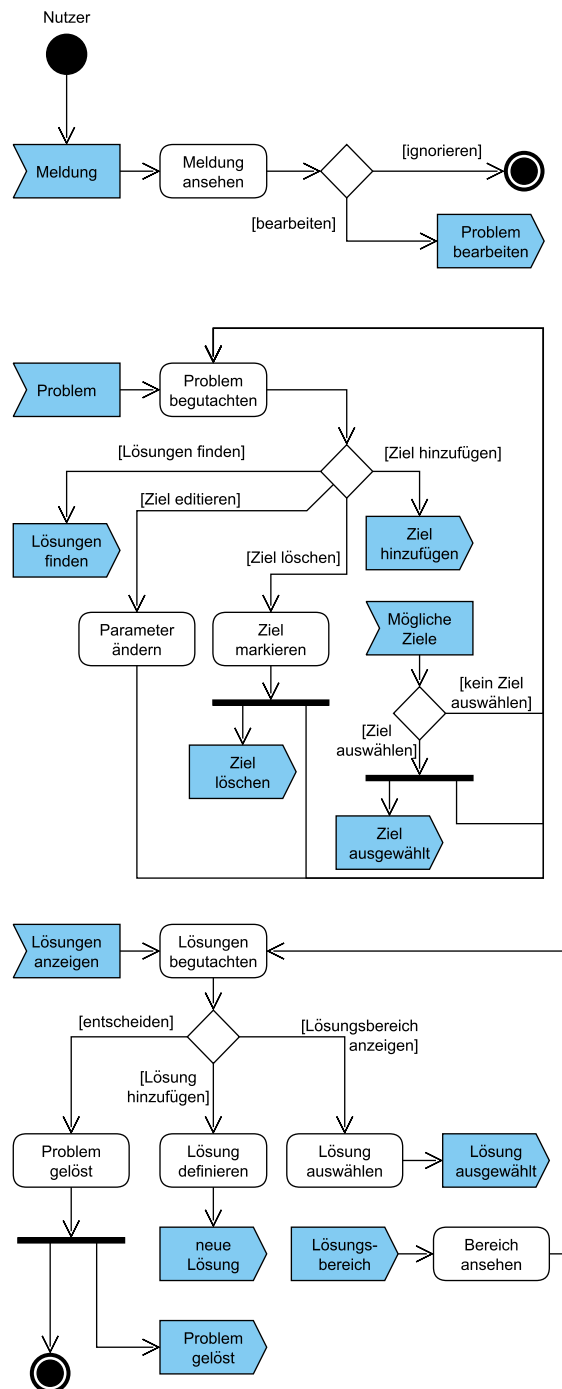 Nutzer
Meldung
Meldung
ansehen
[ignorieren]
[bearbeiten]
Problem
bearbeiten
Problem
Problem
begutachten
[Lösungen finden]
[Ziel hinzufügen]
[Ziel editieren]
Lösungen
finden
Ziel
hinzufügen
[Ziel löschen]
Parameter
ändern
Ziel
markieren
Mögliche
Ziele
[kein Ziel
auswählen]
[Ziel
auswählen]
Ziel
löschen
Ziel
ausgewählt
Lösungen
anzeigen
Lösungen
begutachten
[entscheiden]
[Lösungsbereich
anzeigen]
[Lösung
hinzufügen]
Problem
gelöst
Lösung
definieren
Lösung
auswählen
Lösung
ausgewählt
neue
Lösung
Lösungs-
bereich
Bereich
ansehen
Problem
gelöst